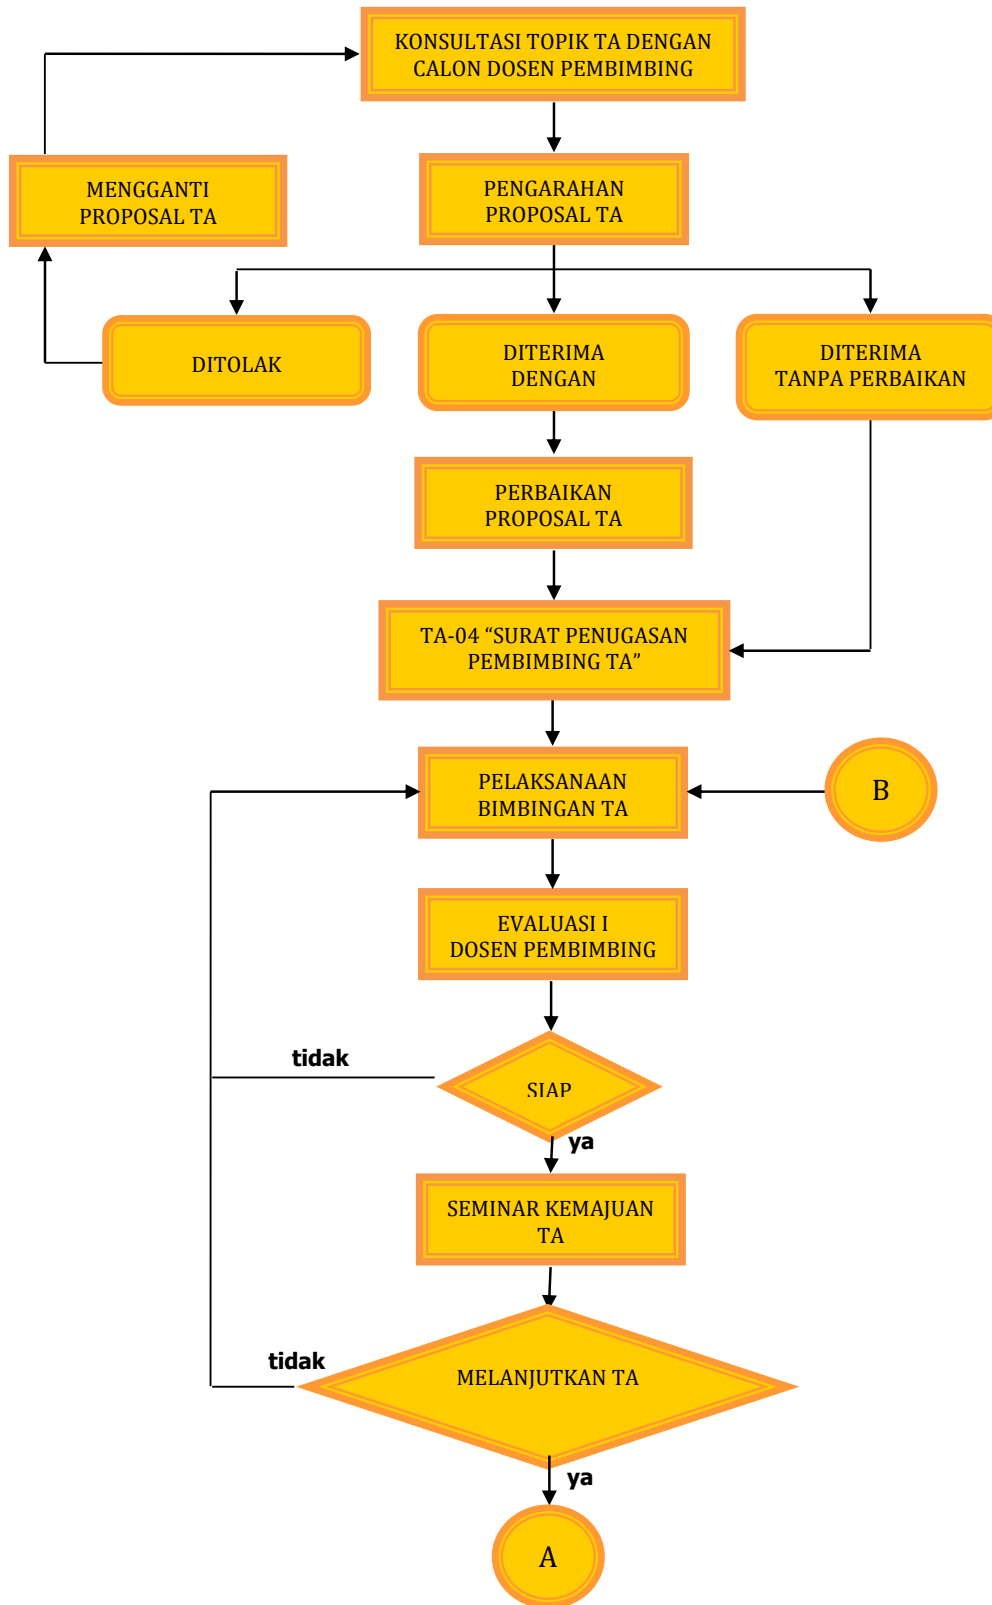 KONSULTASI TOPIK TA DENGAN
CALON DOSEN PEMBIMBING
MENGGANTI
PROPOSAL TA
PENGARAHAN
PROPOSAL TA
DITOLAK
DITERIMA
DENGAN
DITERIMA
TANPA PERBAIKAN
PERBAIKAN
PROPOSAL TA
TA-04 “SURAT PENUGASAN
PEMBIMBING TA”
PELAKSANAAN
BIMBINGAN TA
B
EVALUASI I
DOSEN PEMBIMBING
tidak
SIAP
ya
SEMINAR KEMAJUAN
TA
tidak
MELANJUTKAN TA
ya
A